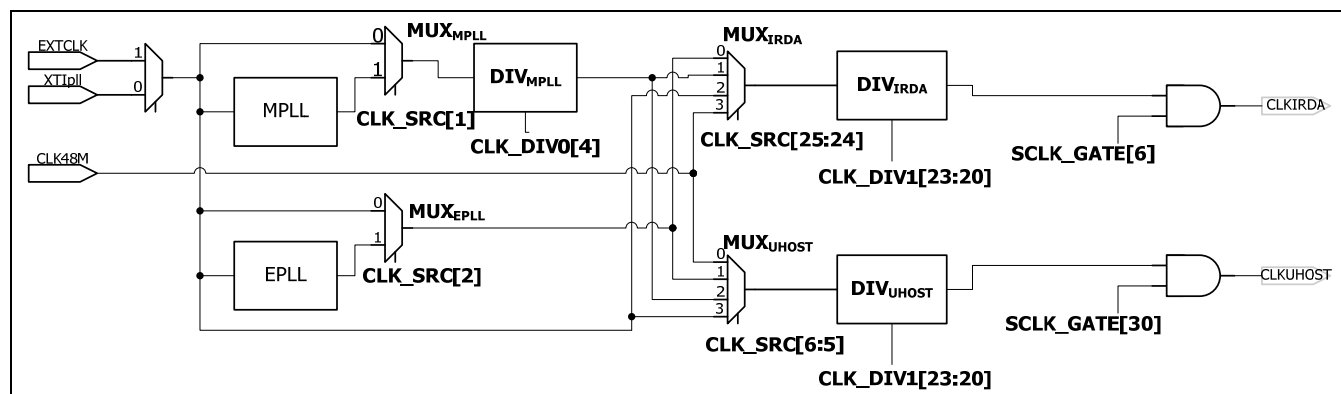 EXTCLK
1
XTIpll
0
MPLL
0
1
MUXMPLL
CLK_SRC[1]
DIVMPLL
CLK_DIV0[4]
MUXIRDA
0
1
2
3
CLK_SRC[25:24]
DIVIRDA
CLK_DIV1[23:20]
SCLK_GATE[6]
CLKIRDA
CLK48M
EPLL
0
1
MUXEPLL
CLK_SRC[2]
MUXUHOST
0
1
2
3
CLK_SRC[6:5]
DIVUHOST
CLK_DIV1[23:20]
SCLK_GATE[30]
CLKUHOST